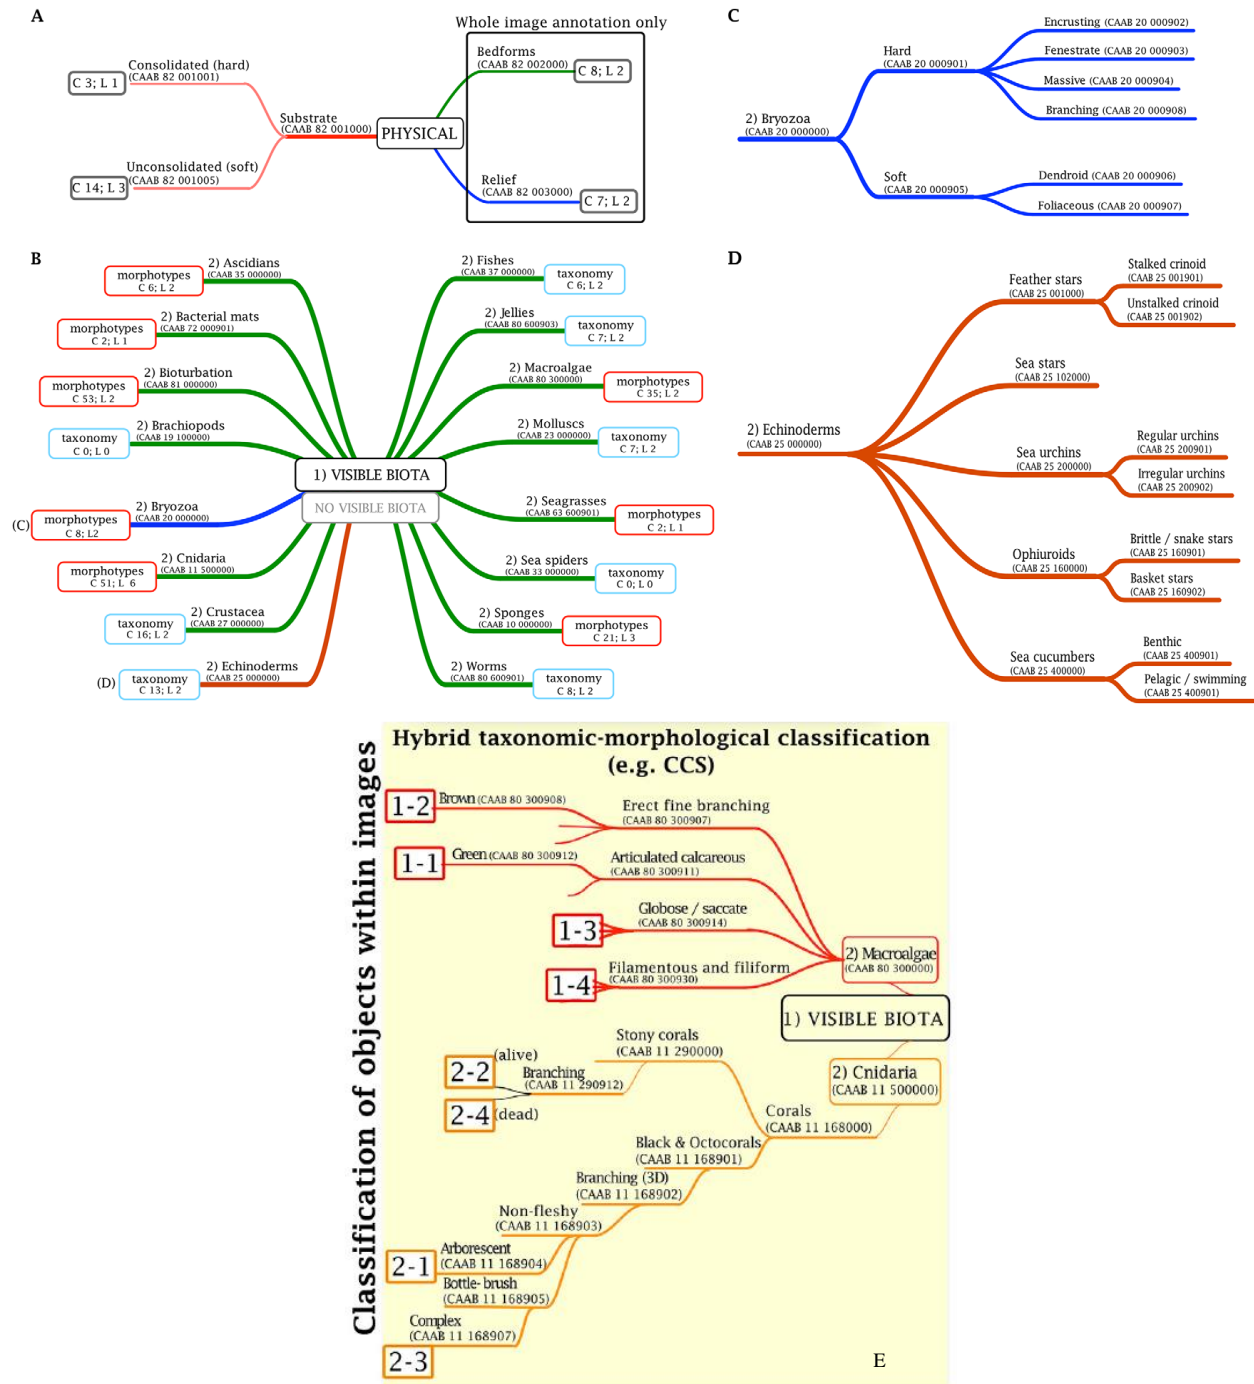 A
Whole image annotation only
Consolidated (hard)
(CAAB 82 001001)
C 3; L 1
Substrate
(CAAB 82 001000)
PHYSICAL
Unconsolidated (soft)
(CAAB 82 001005)
C 14; L 3
Bedforms
(CAAB 82 002000)
C 8; L 2
Relief
(CAAB 82 003000)
C 7; L 2
C
2) Bryozoa
(CAAB 20 000000)
Hard
(CAAB 20 000901)
Encrusting (CAAB 20 000902)
Fenestrate (CAAB 20 000903)
Massive (CAAB 20 000904)
Branching (CAAB 20 000908)
Soft
(CAAB 20 000905)
Dendroid (CAAB 20 000906)
Foliaceous (CAAB 20 000907)
B
2) Ascidians
(CAAB 35 000000)
morphotypes
C 6; L 2
2) Bacterial mats
(CAAB 72 000901)
morphotypes
C 2; L 1
2) Bioturbation
(CAAB 81 000000)
morphotypes
C 53; L 2
2) Brachiopods
(CAAB 19 100000)
taxonomy
C 0; L 0
1) VISIBLE BIOTA
NO VISIBLE BIOTA
2) Bryozoa
(CAAB 20 000000)
(C)
morphotypes
C 8; L2
2) Cnidaria
(CAAB 11 500000)
morphotypes
C 51; L 6
2) Crustacea
(CAAB 27 000000)
taxonomy
C 16; L 2
2) Echinoderms
(CAAB 25 000000)
(D)
taxonomy
C 13; L 2
2) Fishes
(CAAB 37 000000)
taxonomy
C 6; L 2
2) Jellies
(CAAB 80 600903)
taxonomy
C 7; L 2
2) Macroalgae
(CAAB 80 300000)
morphotypes
C 35; L 2
2) Molluscs
(CAAB 23 000000)
taxonomy
C 7; L 2
2) Seagrasses
(CAAB 63 600901)
morphotypes
C 2; L 1
2) Sea spiders
(CAAB 33 000000)
taxonomy
C 0; L 0
2) Sponges
(CAAB 10 000000)
morphotypes
C 21; L 3
2) Worms
(CAAB 80 600901)
taxonomy
C 8; L 2
D
2) Echinoderms
(CAAB 25 000000)
Feather stars
(CAAB 25 001000)
Stalked crinoid
(CAAB 25 001901)
Unstalked crinoid
(CAAB 25 001902)
Sea stars
(CAAB 25 102000)
Sea urchins
(CAAB 25 200000)
Regular urchins
(CAAB 25 200901)
Irregular urchins
(CAAB 25 200902)
Ophiuroids
(CAAB 25 160000)
Brittle / snake stars
(CAAB 25 160901)
Basket stars
(CAAB 25 160902)
Sea cucumbers
(CAAB 25 400000)
Benthic
(CAAB 25 400901)
Pelagic / swimming
(CAAB 25 400901)
Classification of objects within images
Hybrid taxonomic-morphological classification
(e.g. CCS)
1-2
Brown (CAAB 80 300908)
Erect fine branching
(CAAB 80 300907)
1-1
Green (CAAB 80 300912)
Articulated calcareous
(CAAB 80 300911)
1-3
Globose / saccate
(CAAB 80 300914)
1-4
Filamentous and filiform
(CAAB 80 300930)
2) Macroalgae
(CAAB 80 300000)
1) VISIBLE BIOTA
2) Cnidaria
(CAAB 11 500000)
Stony corals
(CAAB 11 290000)
2-2
(alive)
Branching
(CAAB 11 290912)
2-4
(dead)
Corals
(CAAB 11 168000)
Black & Octocorals
(CAAB 11 168901)
Branching (3D)
(CAAB 11 168902)
Non-fleshy
(CAAB 11 168903)
2-1
Arborescent
(CAAB 11 168904)
Bottle-brush
(CAAB 11 168905)
Complex
(CAAB 11 168907)
2-3
E